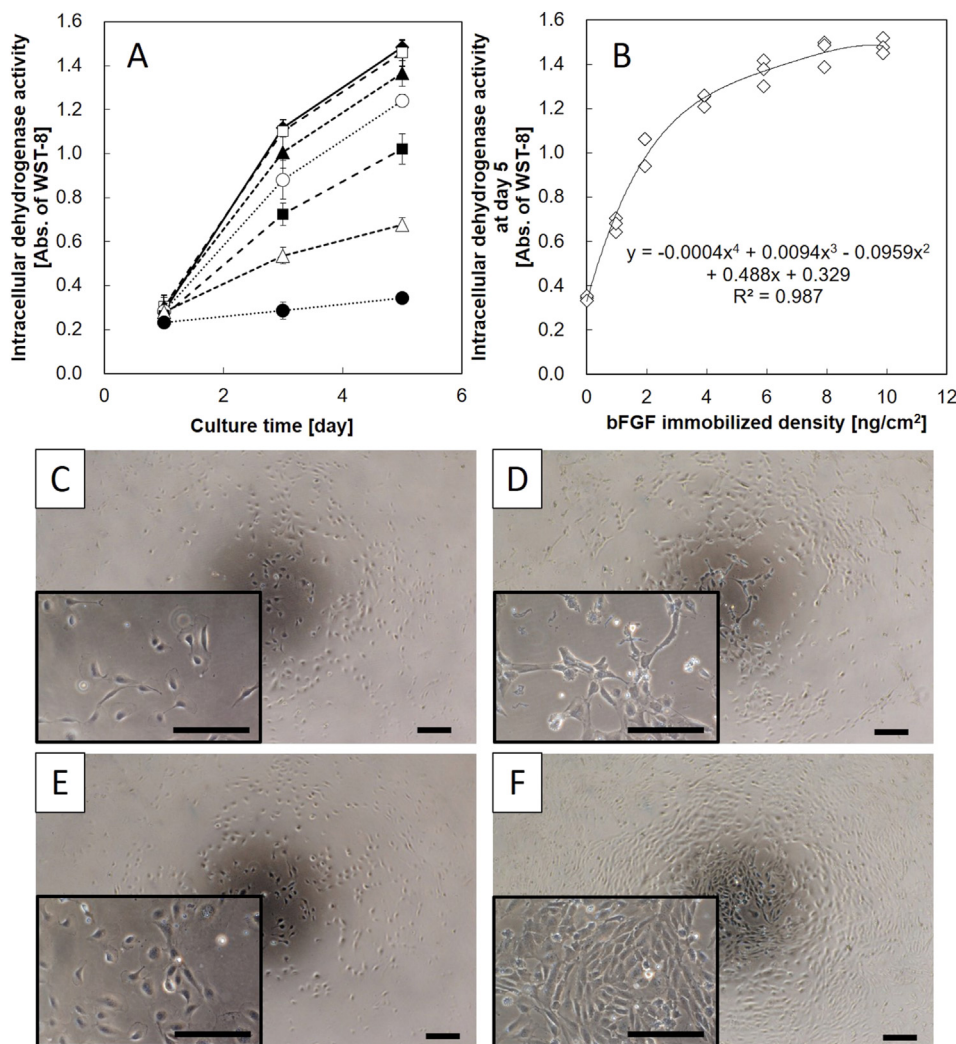 A
Intracellular dehydrogenase activity
[Abs. of WST-8]
1.6
1.4
1.2
1.0
0.8
0.6
0.4
0.2
0.0
0
2
4
6
Culture time [day]
B
Intracellular dehydrogenase activity
at day 5
[Abs. of WST-8]
1.6
1.4
1.2
1.0
0.8
0.6
0.4
0.2
0.0
y = -0.0004x⁴ + 0.0094x³ - 0.0959x²
+ 0.488x + 0.329
R² = 0.987
0
2
4
6
8
10
12
bFGF immobilized density [ng/cm²]
C
D
E
F